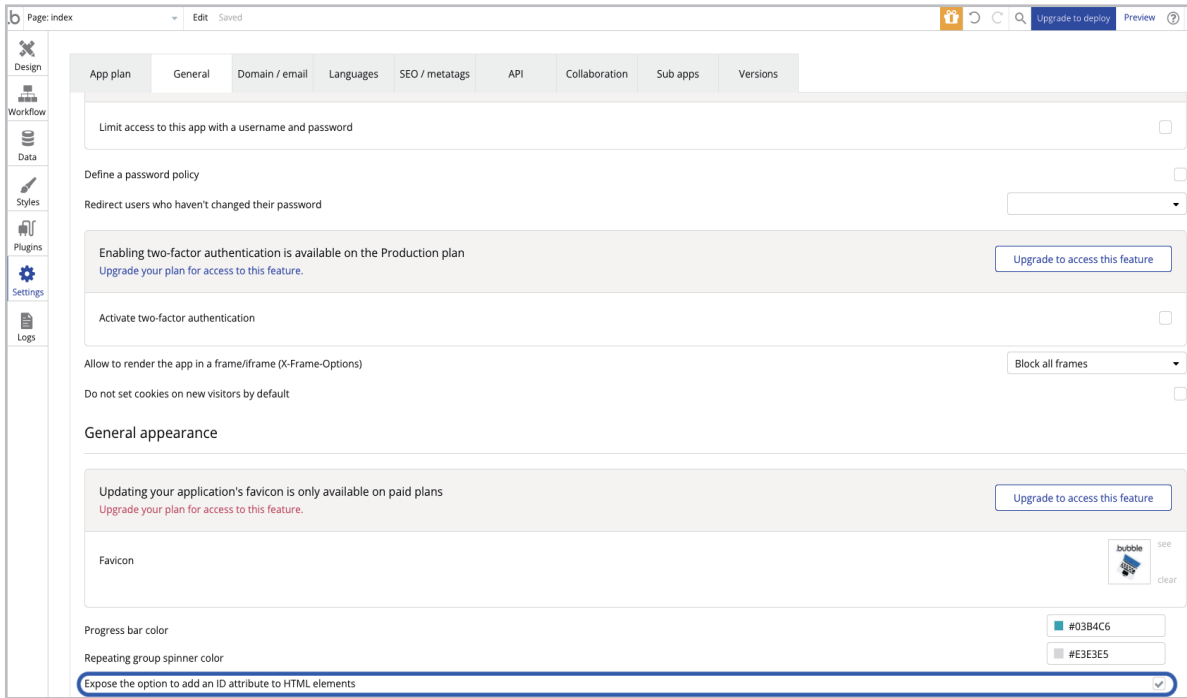 .b Page: index Edit Saved Upgrade to deploy Preview ?
Design
Workflow
Data
Styles
Plugins
Settings
Logs
App plan General Domain / email Languages SEO / metatags API Collaboration Sub apps Versions
Limit access to this app with a username and password
Define a password policy
Redirect users who haven't changed their password
Enabling two-factor authentication is available on the Production plan
Upgrade your plan for access to this feature.
Upgrade to access this feature
Activate two-factor authentication
Allow to render the app in a frame/iframe (X-Frame-Options) Block all frames
Do not set cookies on new visitors by default
General appearance
Updating your application's favicon is only available on paid plans
Upgrade your plan for access to this feature.
Upgrade to access this feature
Favicon
.bubble
see
clear
Progress bar color #03B4C6
Repeating group spinner color #E3E3E5
Expose the option to add an ID attribute to HTML elements